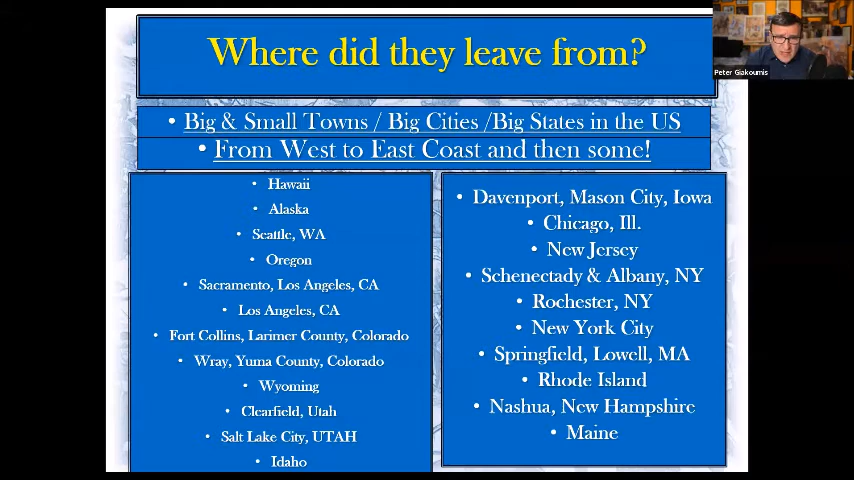 Where did they leave from?
• Big & Small Towns / Big Cities /Big States in the US
• From West to East Coast and then some!
• Hawaii
• Alaska
• Seattle, WA
• Oregon
• Sacramento, Los Angeles, CA
• Los Angeles, CA
• Fort Collins, Larimer County, Colorado
• Wray, Yuma County, Colorado
• Wyoming
• Clearfield, Utah
• Salt Lake City, UTAH
• Idaho
• Davenport, Mason City, Iowa
• Chicago, Ill.
• New Jersey
• Schenectady & Albany, NY
• Rochester, NY
• New York City
• Springfield, Lowell, MA
• Rhode Island
• Nashua, New Hampshire
• Maine
Peter Giakoumis